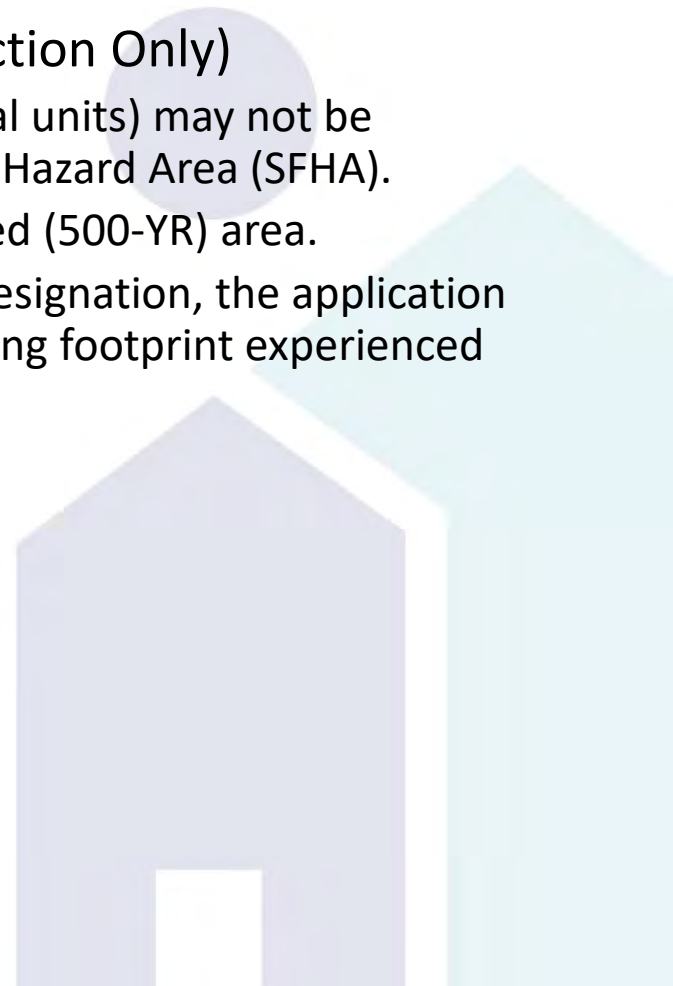 ction Only)
al units) may not be
Hazard Area (SFHA).
ed (500-YR) area.
esignation, the application
ng footprint experienced